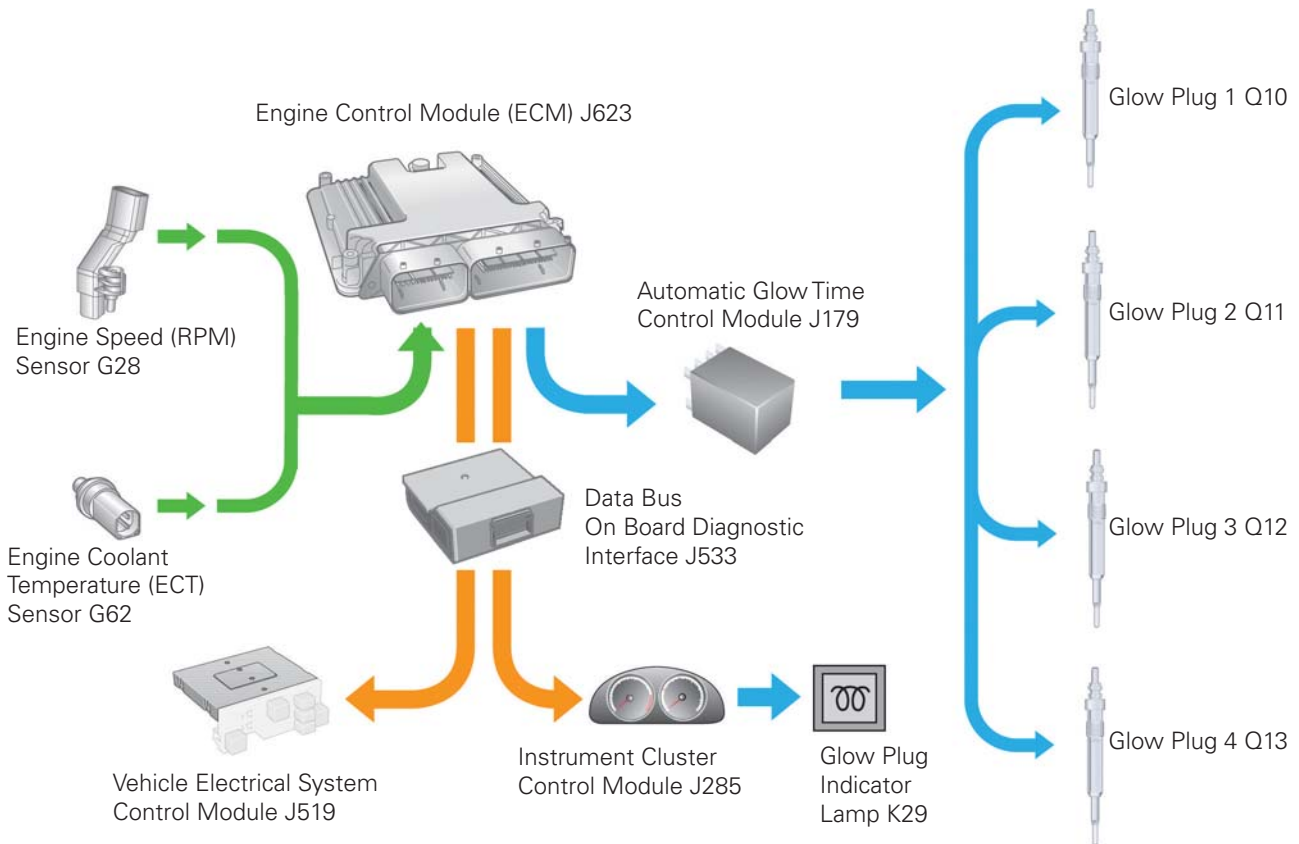 Engine Control Module (ECM) J623
Engine Speed (RPM)
Sensor G28
Engine Coolant
Temperature (ECT)
Sensor G62
Automatic Glow Time
Control Module J179
Data Bus
On Board Diagnostic
Interface J533
Vehicle Electrical System
Control Module J519
Instrument Cluster
Control Module J285
Glow Plug
Indicator
Lamp K29
Glow Plug 1 Q10
Glow Plug 2 Q11
Glow Plug 3 Q12
Glow Plug 4 Q13